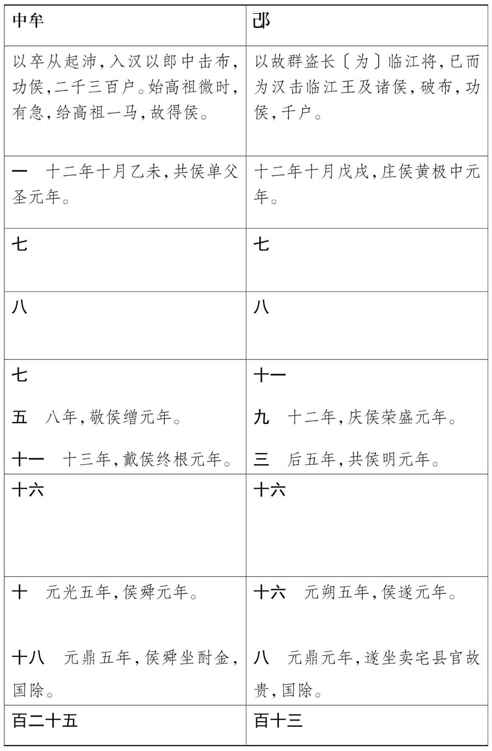 中牟
邔
以卒从起沛，入汉以郎中击布，
功侯，二千三百户。始高祖微时，
有急，给高祖一马，故得侯。
以故群盗长〔为〕临江将，已而
为汉击临江王及诸侯，破布，功
侯，千户。
一　十二年十月乙未，共侯单父
圣元年。
十二年十月戊戌，庄侯黄极中元
年。
七
七
八
八
七
五　八年，敬侯缯元年。
十一　十三年，戴侯终根元年。
十一
九　十二年，庆侯荣盛元年。
三　后五年，共侯明元年。
十六
十六
十　元光五年，侯舜元年。
十八　元鼎五年，侯舜坐酎金，
国除。
十六　元朔五年，侯遂元年。
八　元鼎元年，遂坐卖宅县官故
贵，国除。
百二十五
百十三